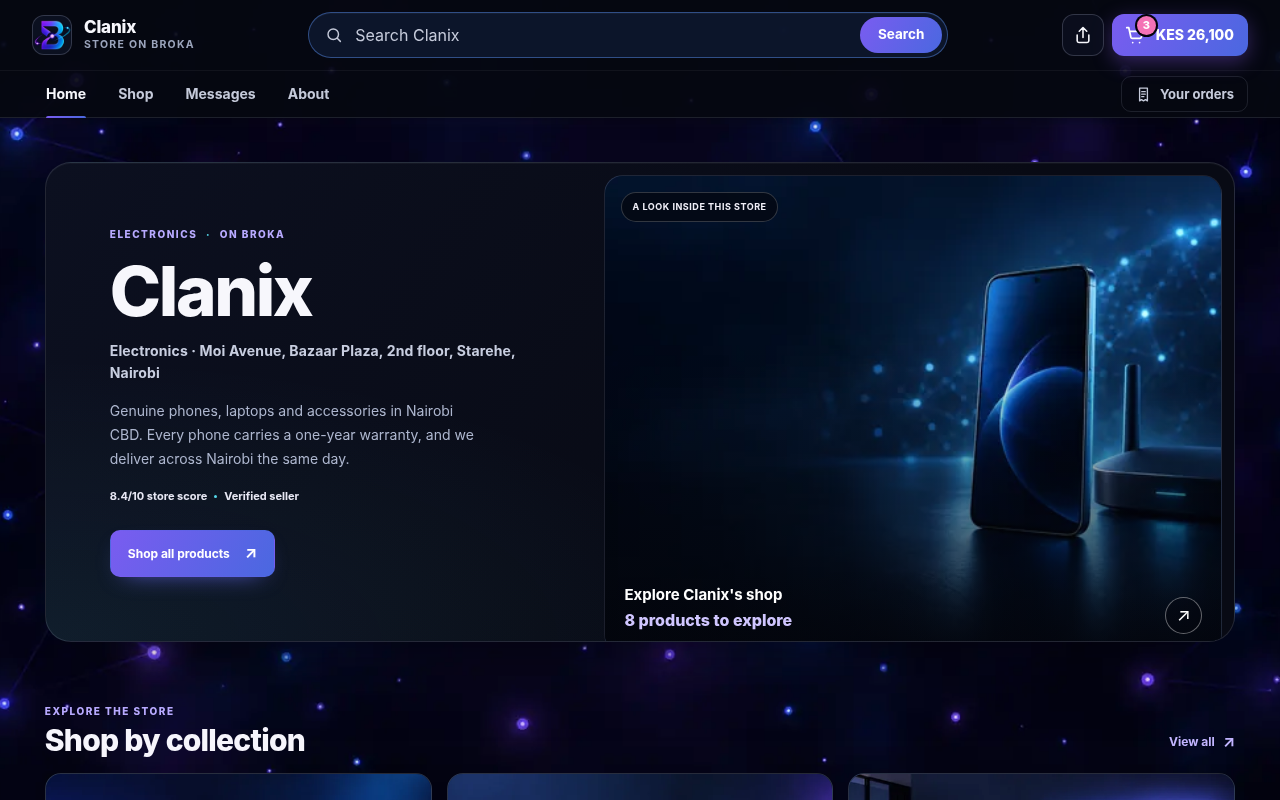 Clanix
STORE ON BROKA
Search Clanix
Search
3
KES 26,100
Home
Shop
Messages
About
Your orders
ELECTRONICS · ON BROKA
Clanix
Electronics · Moi Avenue, Bazaar Plaza, 2nd floor, Starehe,
Nairobi
Genuine phones, laptops and accessories in Nairobi
CBD. Every phone carries a one-year warranty, and we
deliver across Nairobi the same day.
8.4/10 store score • Verified seller
Shop all products
A LOOK INSIDE THIS STORE
Explore Clanix's shop
8 products to explore
EXPLORE THE STORE
Shop by collection
View all